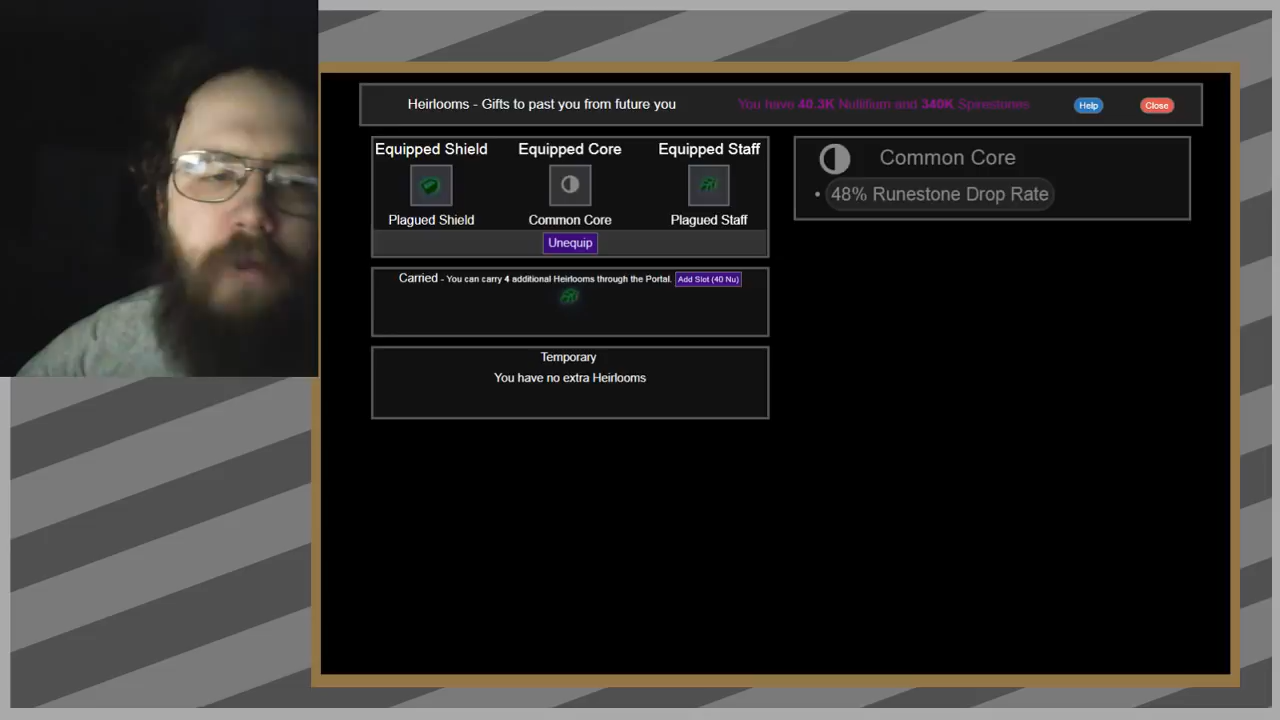 Heirlooms - Gifts to past you from future you
You have 40.3K Nullifium and 340K Spirestones
Help
Close
Equipped Shield
Equipped Core
Equipped Staff
Plagued Shield
Common Core
Plagued Staff
Unequip
Carried - You can carry 4 additional Heirlooms through the Portal. Add Slot (40 Nu)
Temporary
You have no extra Heirlooms
Common Core
• 48% Runestone Drop Rate